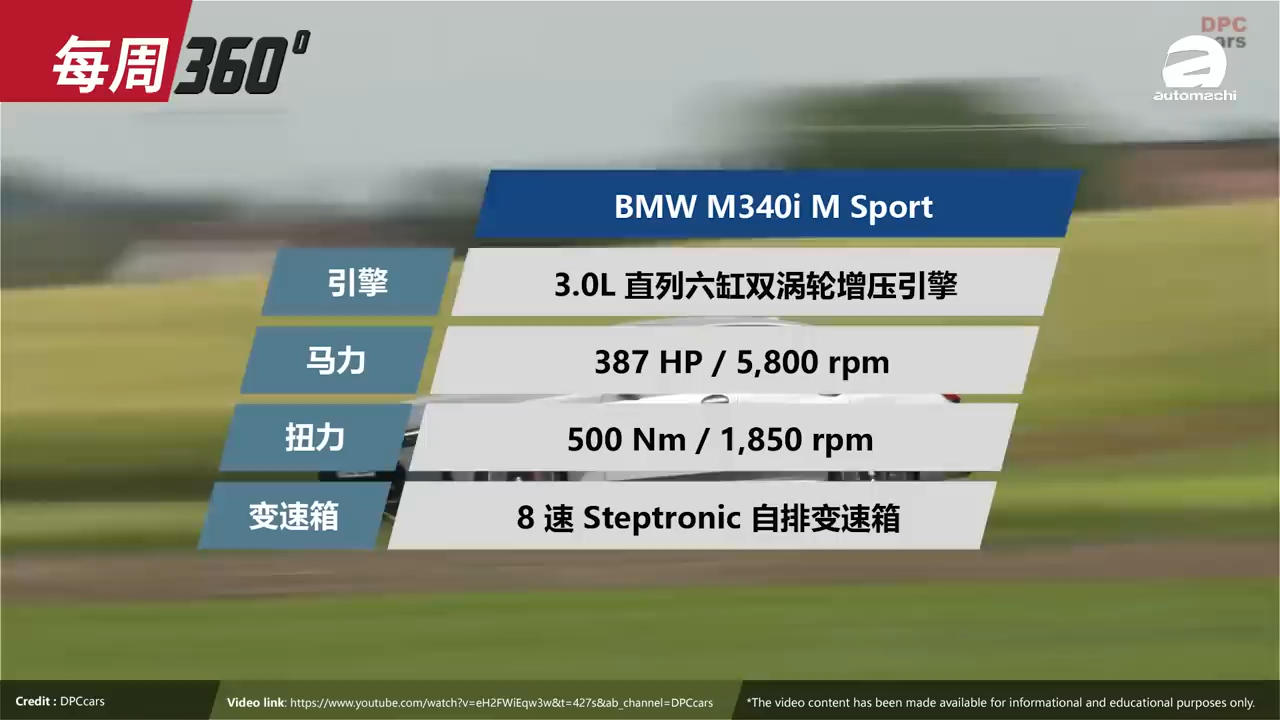 每周360°
DPC
cars
automachi
BMW M340i M Sport
引擎 3.0L 直列六缸双涡轮增压引擎
马力 387 HP / 5,800 rpm
扭力 500 Nm / 1,850 rpm
变速箱 8 速 Steptronic 自排变速箱
Credit : DPCcars
Video link: https://www.youtube.com/watch?v=eH2FWiEqw3w&t=427s&ab_channel=DPCcars
*The video content has been made available for informational and educational purposes only.